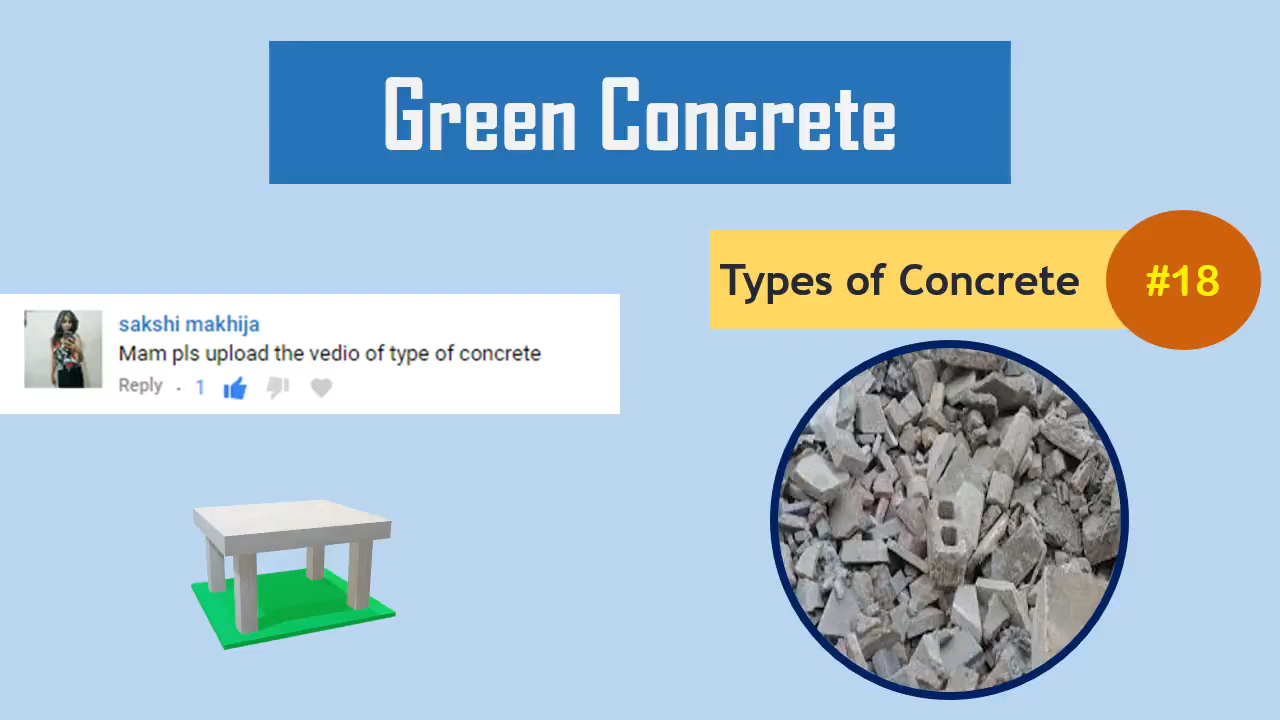 Green Concrete
Types of Concrete
#18
sakshi makhija
Mam pls upload the vedio of type of concrete
Reply · 1